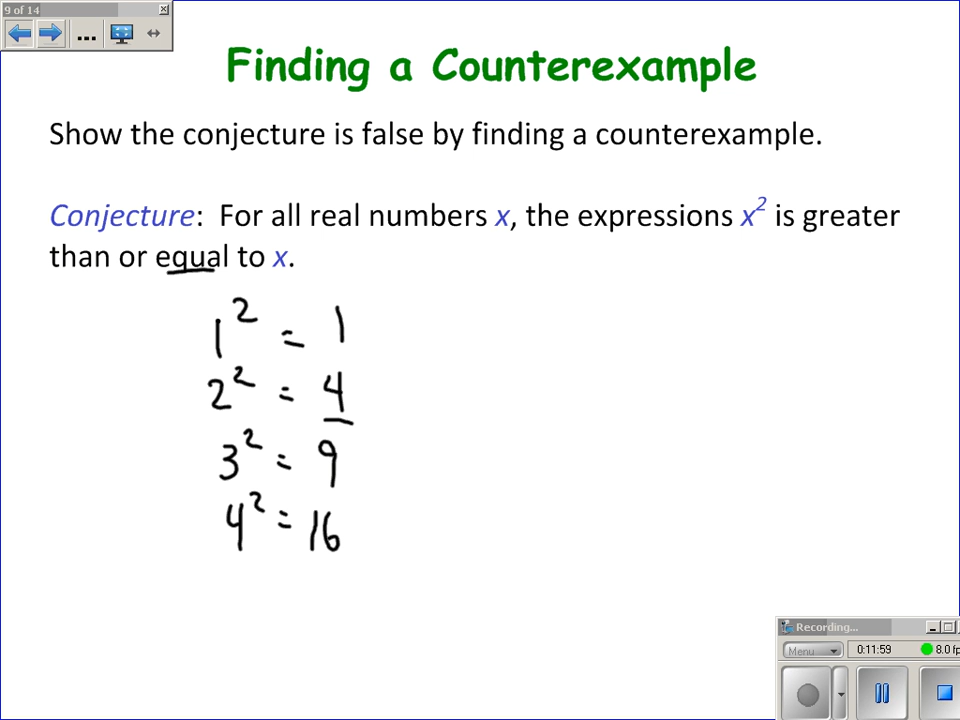 9 of 14
...
Finding a Counterexample
Show the conjecture is false by finding a counterexample.
Conjecture: For all real numbers x, the expressions x² is greater
than or equal to x.
1² = 1
2² = 4
3² = 9
4² = 16
Recording...
Menu
0:11:59
8.0 fp